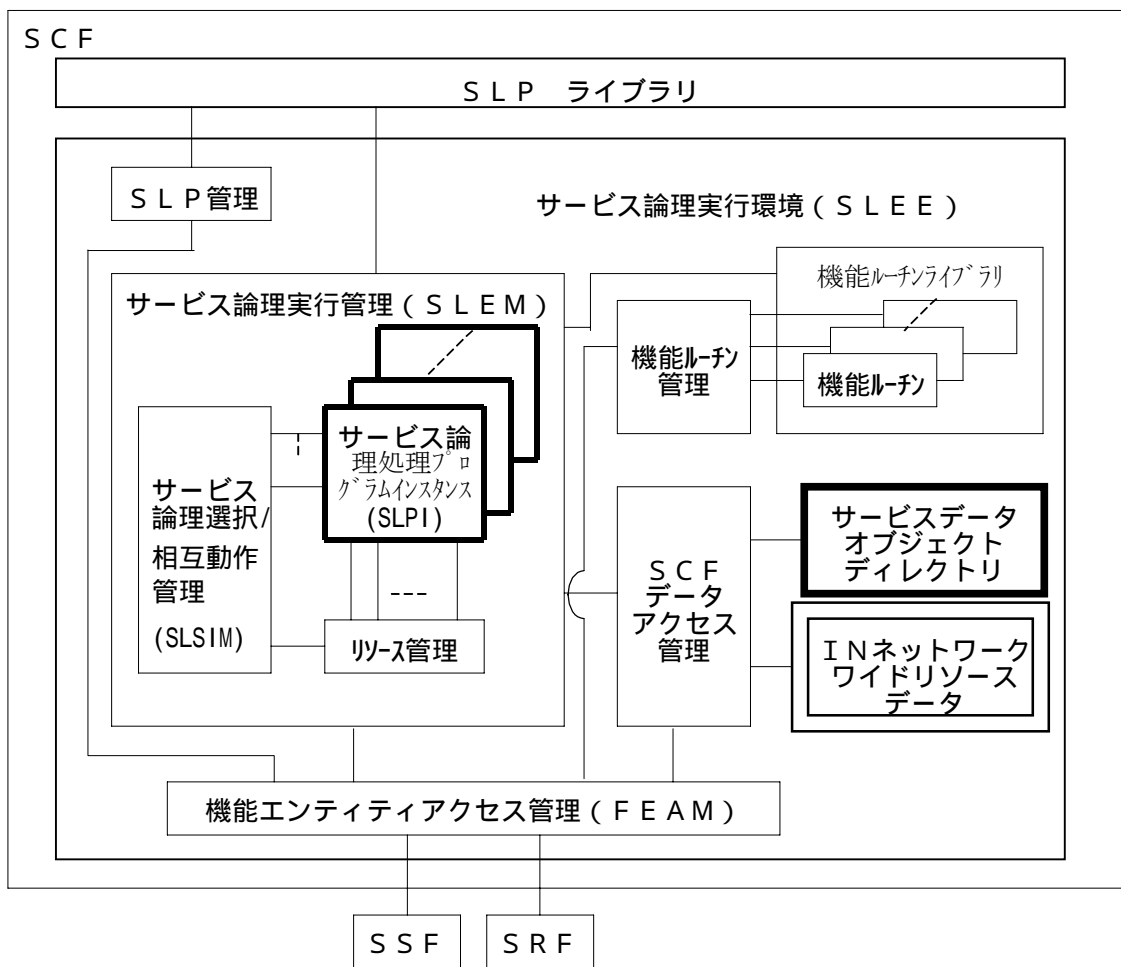 ＳＣＦ
ＳＬＰ　ライブラリ
ＳＬＰ管理
サービス論理実行環境（ＳＬＥＥ）
サービス論理実行管理（ＳＬＥＭ）
機能ﾙｰﾁﾝﾗｲﾌﾞﾗﾘ
機能ﾙｰﾁﾝ
管理
機能ﾙｰﾁﾝ
サービス論
理処理ﾌﾟﾛ
ｸﾞﾗﾑｲﾝｽﾀﾝｽ
(SLPI)
サービス
論理選択/
相互動作
管理
(SLSIM)
ﾘｿｰｽ管理
ＳＣＦ
データ
アクセス
管理
サービスデータ
オブジェクト
ディレクトリ
ＩＮネットワーク
ワイドリソース
データ
機能エンティティアクセス管理（ＦＥＡＭ）
ＳＳＦ
ＳＲＦ